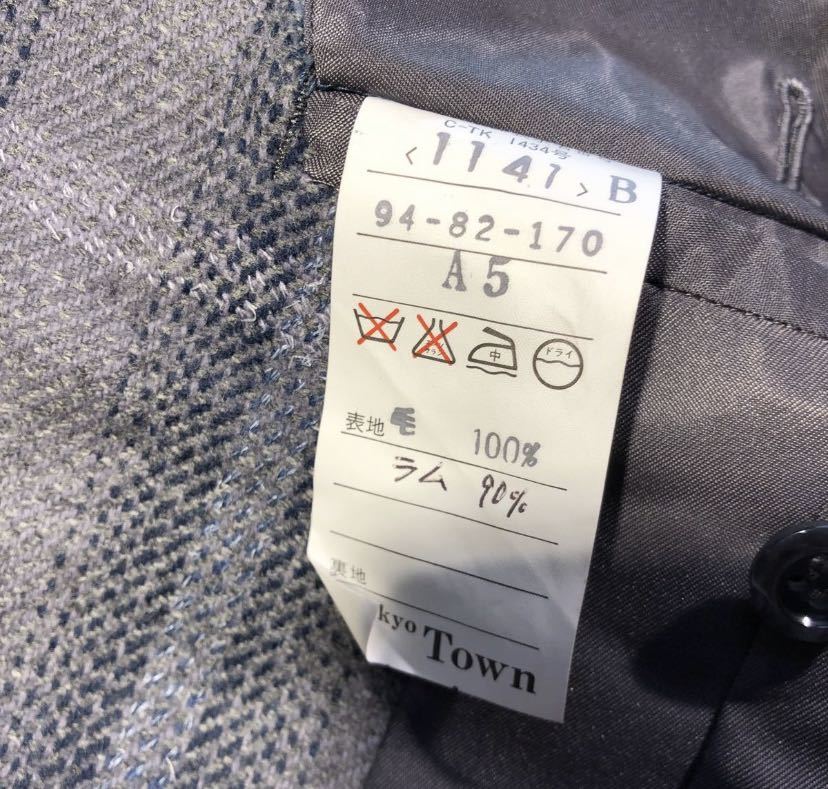 C-TK 1434号
< 1141 > B
94-82-170
A5
中 ドライ
表地 毛 100%
ラム 90%
裏地
kyo Town